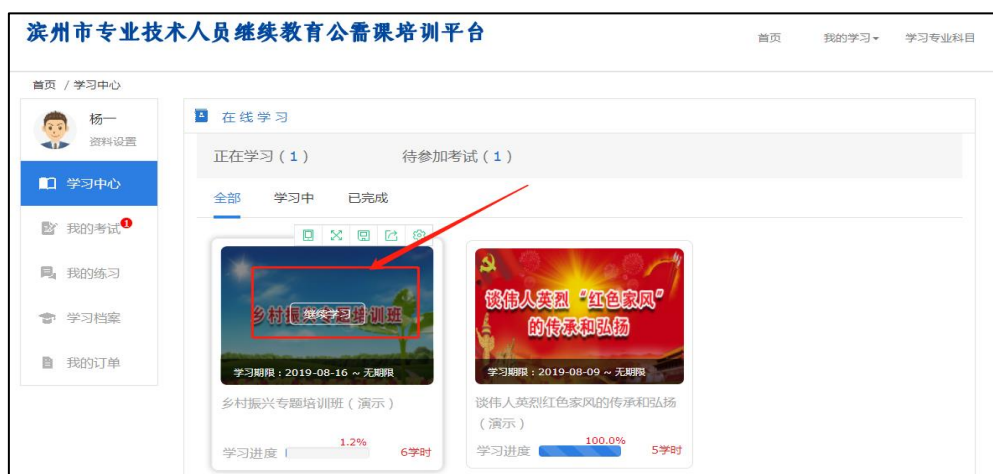 滨州市专业技术人员继续教育公需课培训平台
首页 我的学习 学习专业科目
首页 / 学习中心
杨一
资料设置
学习中心
我的考试 1
我的练习
学习档案
我的订单
在线学习
正在学习(1) 待参加考试(1)
全部 学习中 已完成
乡村振兴专题培训班
继续学习
学习期限:2019-08-16 ~ 无期限
乡村振兴专题培训班(演示)
学习进度 1.2% 6学时
谈伟人英烈“红色家风”
的传承和弘扬
学习期限:2019-08-09 ~ 无期限
谈伟人英烈红色家风的传承和弘扬
(演示)
学习进度 100.0% 5学时